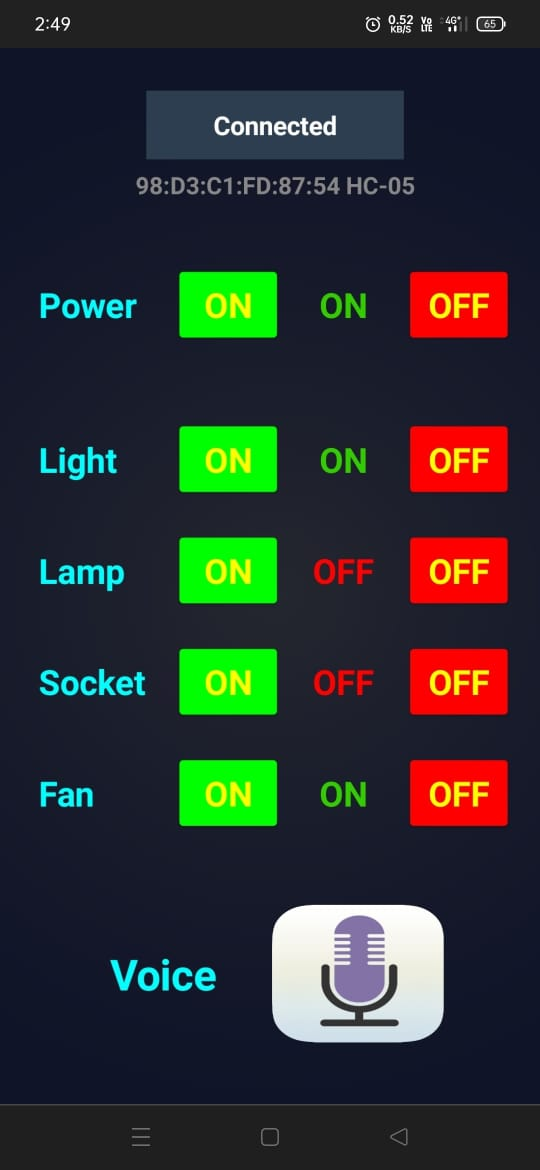 2:49 0.52 KB/S Vo LTE 4G+ 65
Connected
98:D3:C1:FD:87:54 HC-05
Power ON ON OFF
Light ON ON OFF
Lamp ON OFF OFF
Socket ON OFF OFF
Fan ON ON OFF
Voice